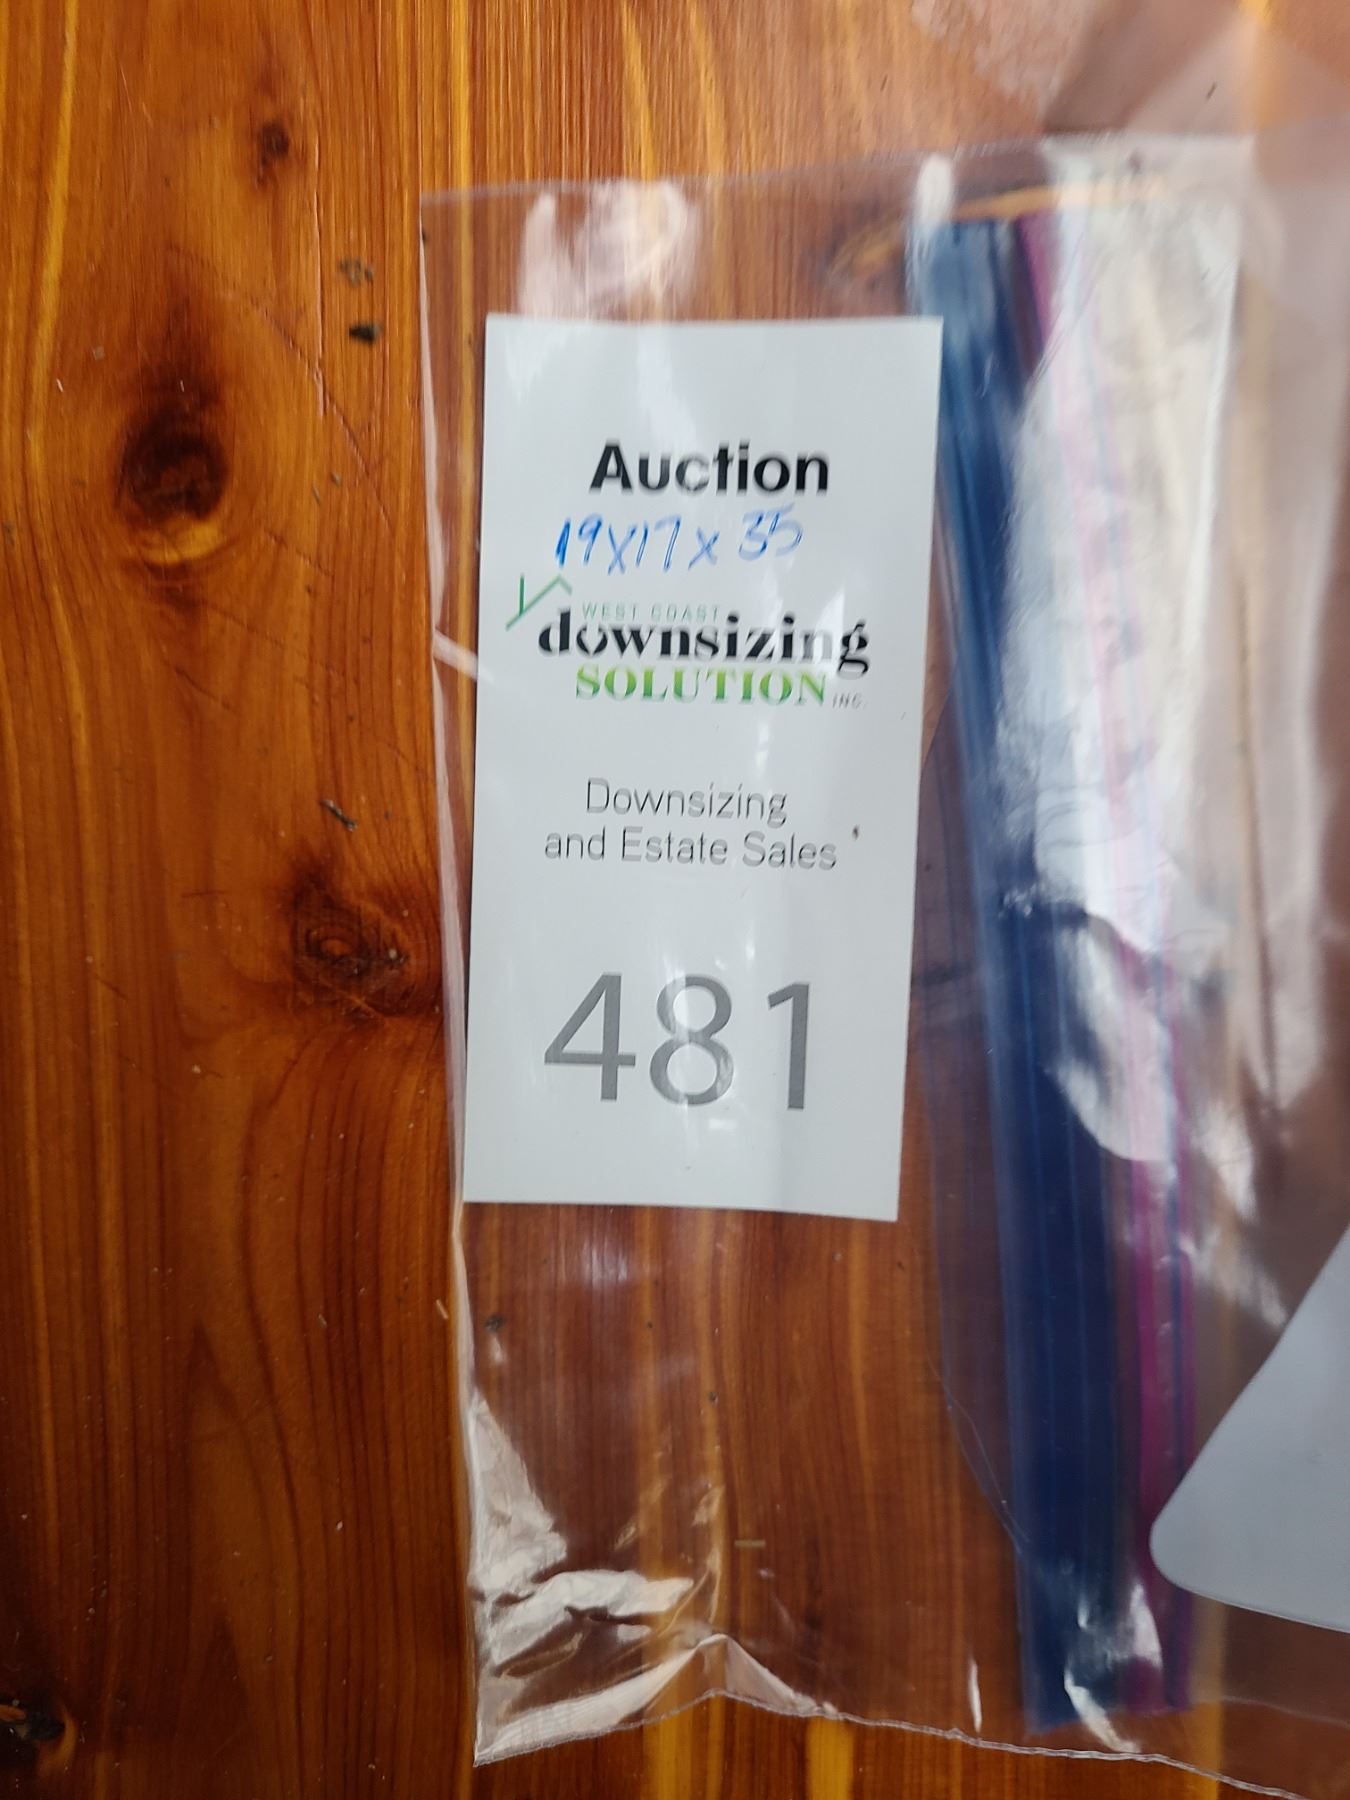 Auction
19x17x35
WEST COAST
downsizing
SOLUTION INC.
Downsizing
and Estate Sales
481